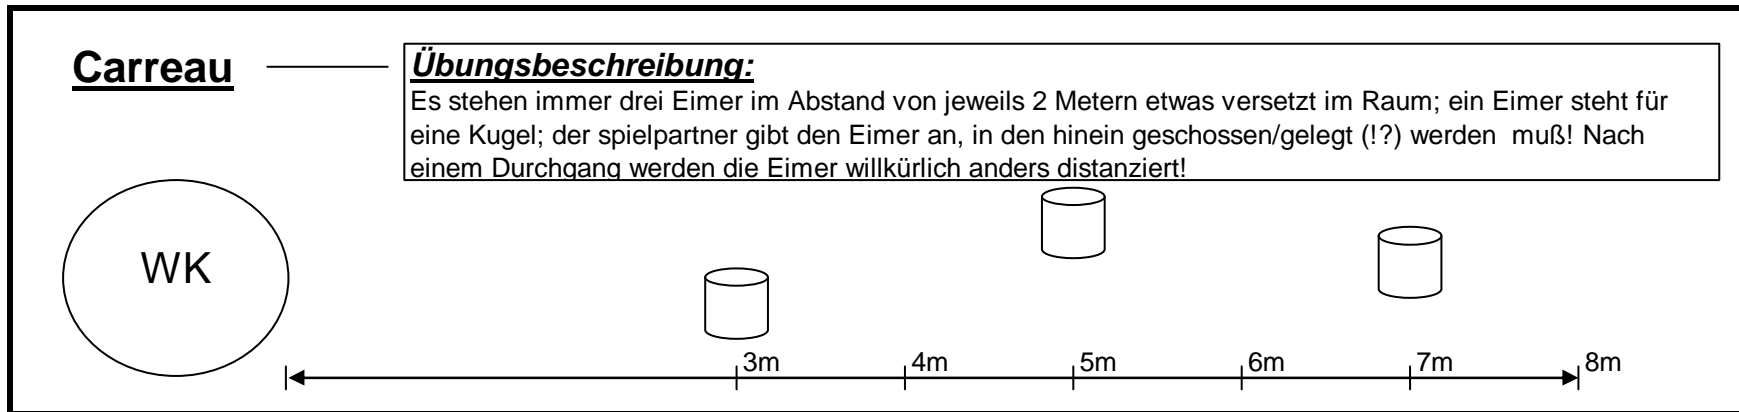 Carreau
Übungsbeschreibung:
Es stehen immer drei Eimer im Abstand von jeweils 2 Metern etwas versetzt im Raum; ein Eimer steht für
eine Kugel; der spielpartner gibt den Eimer an, in den hinein geschossen/gelegt (!?) werden muß! Nach
einem Durchgang werden die Eimer willkürlich anders distanziert!
WK
3m 4m 5m 6m 7m 8m